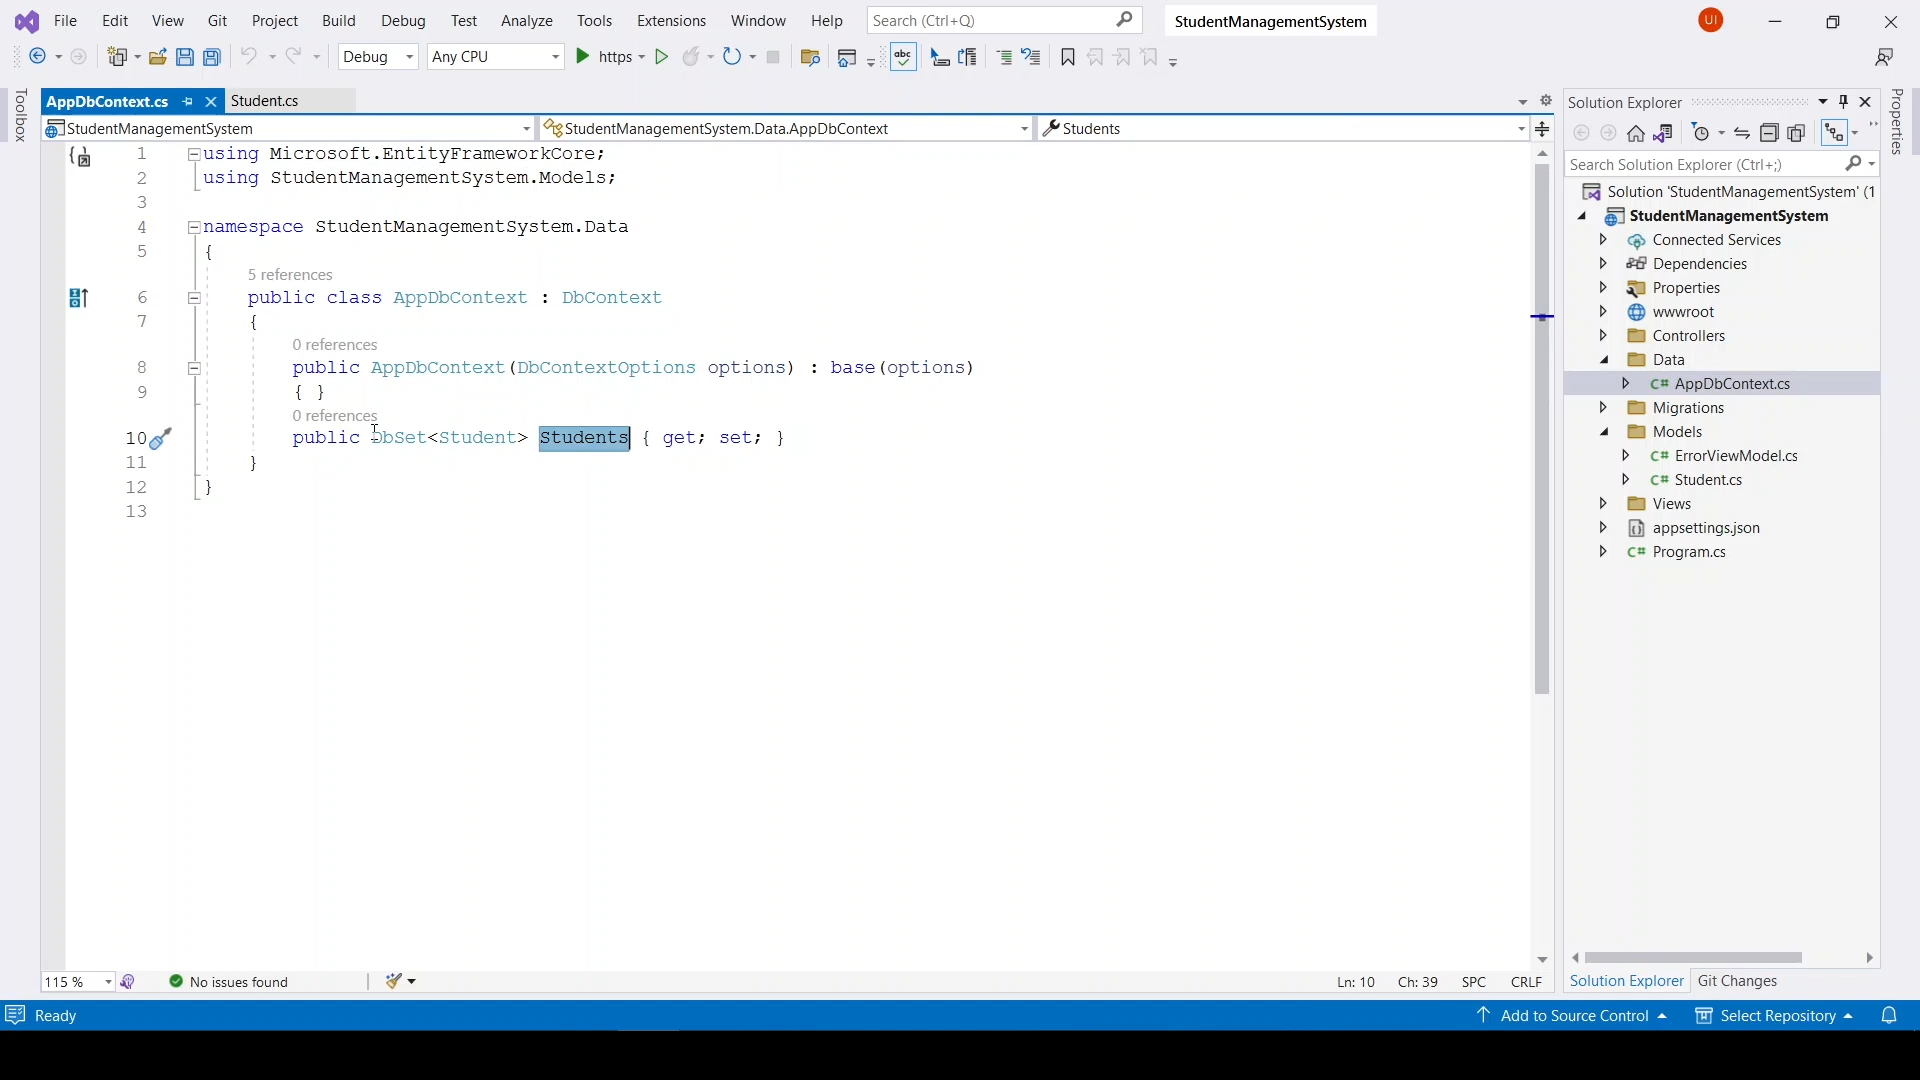 File Edit View Git Project Build Debug Test Analyze Tools Extensions Window Help Search (Ctrl+Q) StudentManagementSystem UI
Debug Any CPU https abc
Toolbox
AppDbContext.cs Student.cs
StudentManagementSystem StudentManagementSystem.Data.AppDbContext Students
1 using Microsoft.EntityFrameworkCore;
2 using StudentManagementSystem.Models;
3
4 namespace StudentManagementSystem.Data
5 {
5 references
6 public class AppDbContext : DbContext
7 {
0 references
8 public AppDbContext(DbContextOptions options) : base(options)
9 { }
0 references
10 public DbSet<Student> Students { get; set; }
11 }
12 }
13
115 % No issues found Ln: 10 Ch: 39 SPC CRLF
Solution Explorer
Search Solution Explorer (Ctrl+;)
Solution 'StudentManagementSystem' (1
StudentManagementSystem
Connected Services
Dependencies
Properties
wwwroot
Controllers
Data
C# AppDbContext.cs
Migrations
Models
C# ErrorViewModel.cs
C# Student.cs
Views
appsettings.json
C# Program.cs
Solution Explorer Git Changes
Properties
Ready Add to Source Control Select Repository